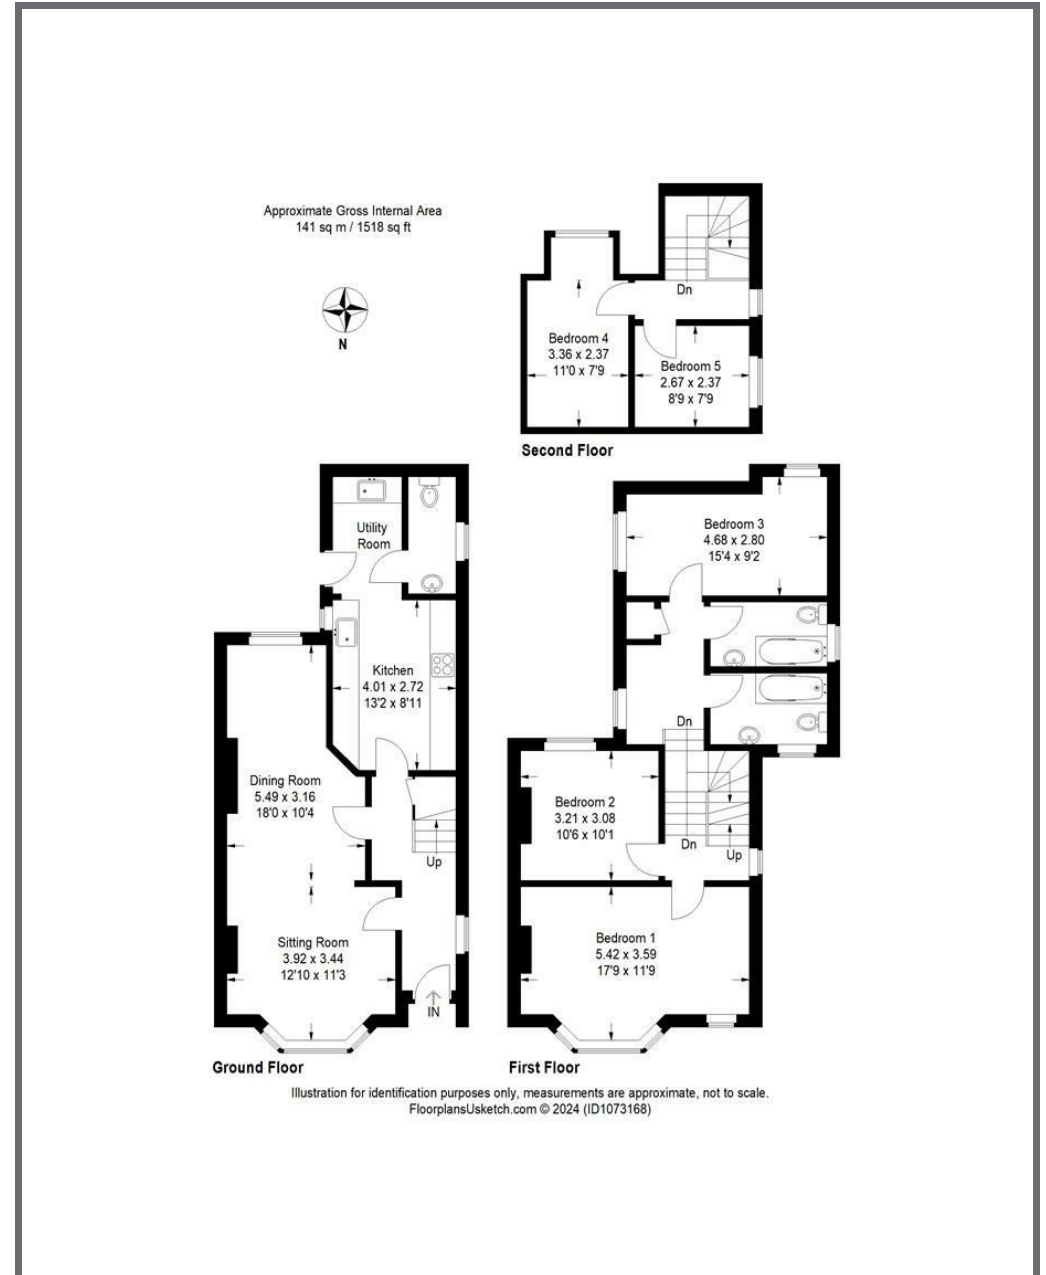 Approximate Gross Internal Area
141 sq m / 1518 sq ft
N
Dn
Bedroom 4
3.36 x 2.37
11'0 x 7'9
Bedroom 5
2.67 x 2.37
8'9 x 7'9
Second Floor
Utility
Room
Kitchen
4.01 x 2.72
13'2 x 8'11
Dining Room
5.49 x 3.16
18'0 x 10'4
Up
Sitting Room
3.92 x 3.44
12'10 x 11'3
IN
Ground Floor
Bedroom 3
4.68 x 2.80
15'4 x 9'2
Dn
Bedroom 2
3.21 x 3.08
10'6 x 10'1
Dn
Up
Bedroom 1
5.42 x 3.59
17'9 x 11'9
First Floor
Illustration for identification purposes only, measurements are approximate, not to scale.
FloorplansUsketch.com © 2024 (ID1073168)